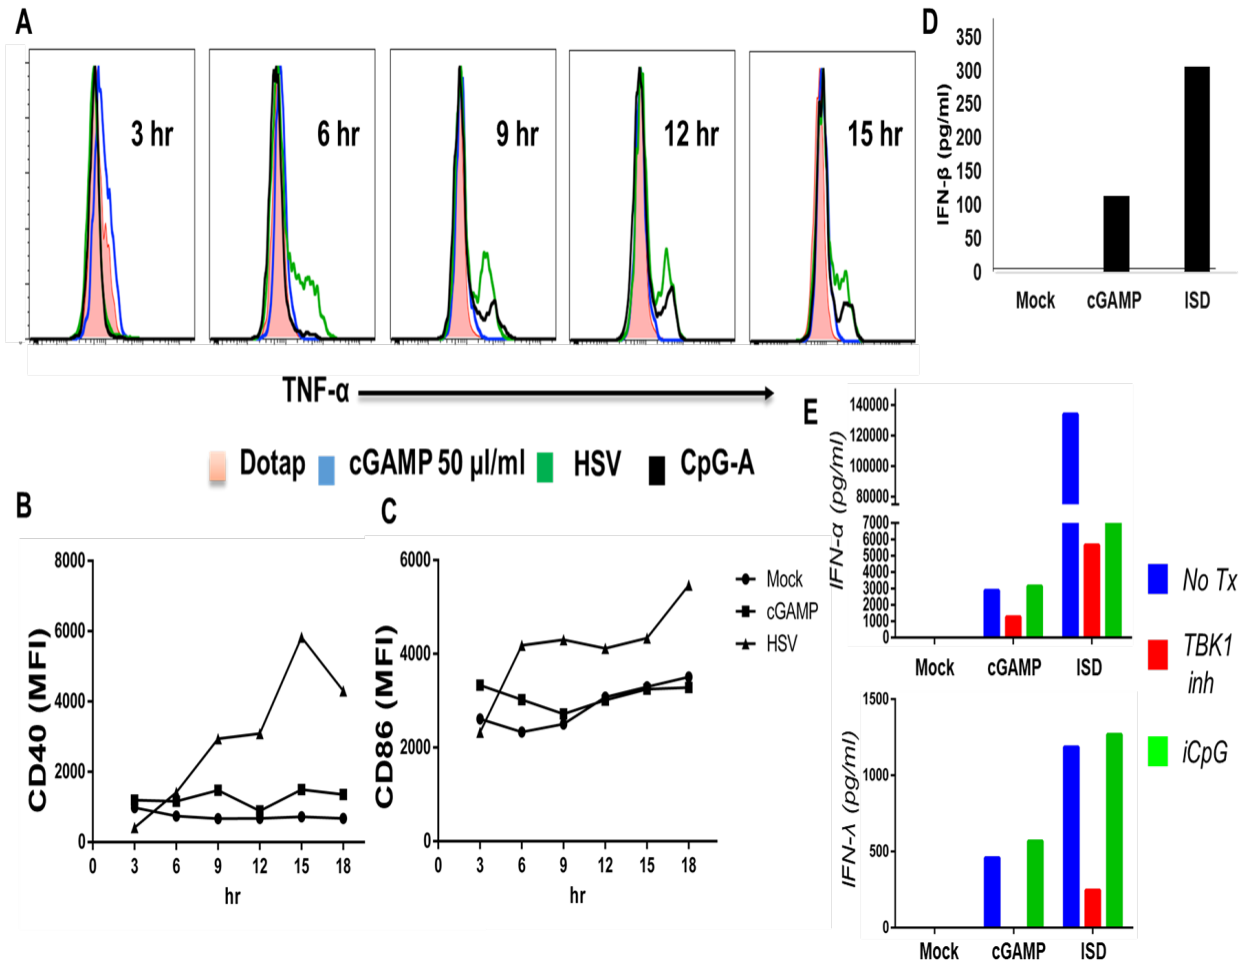 A
3 hr
6 hr
9 hr
12 hr
15 hr
TNF-α
Dotap
cGAMP 50 µl/ml
HSV
CpG-A
B
CD40 (MFI)
8000
6000
4000
2000
0
0 3 6 9 12 15 18
hr
C
CD86 (MFI)
6000
4000
2000
0
0 3 6 9 12 15 18
hr
Mock
cGAMP
HSV
D
IFN-β (pg/ml)
350
300
250
200
150
100
50
0
Mock cGAMP ISD
E
IFN-α (pg/ml)
140000
120000
100000
80000
7000
6000
5000
4000
3000
2000
1000
0
Mock cGAMP ISD
IFN-λ (pg/ml)
1500
1000
500
0
Mock cGAMP ISD
No Tx
TBK1
inh
iCpG